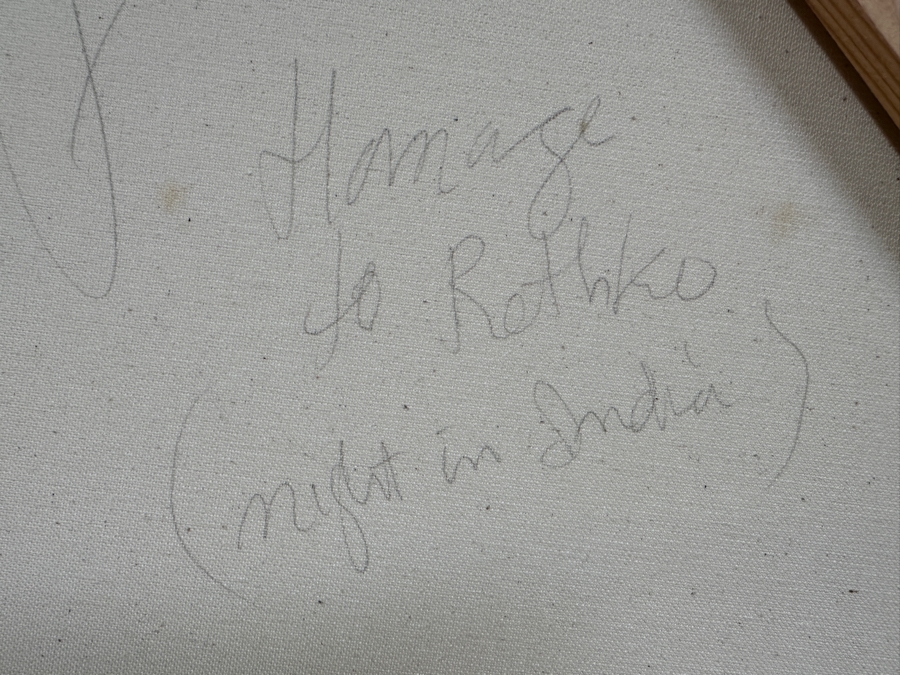 Homage
to Rothko
(night in India)